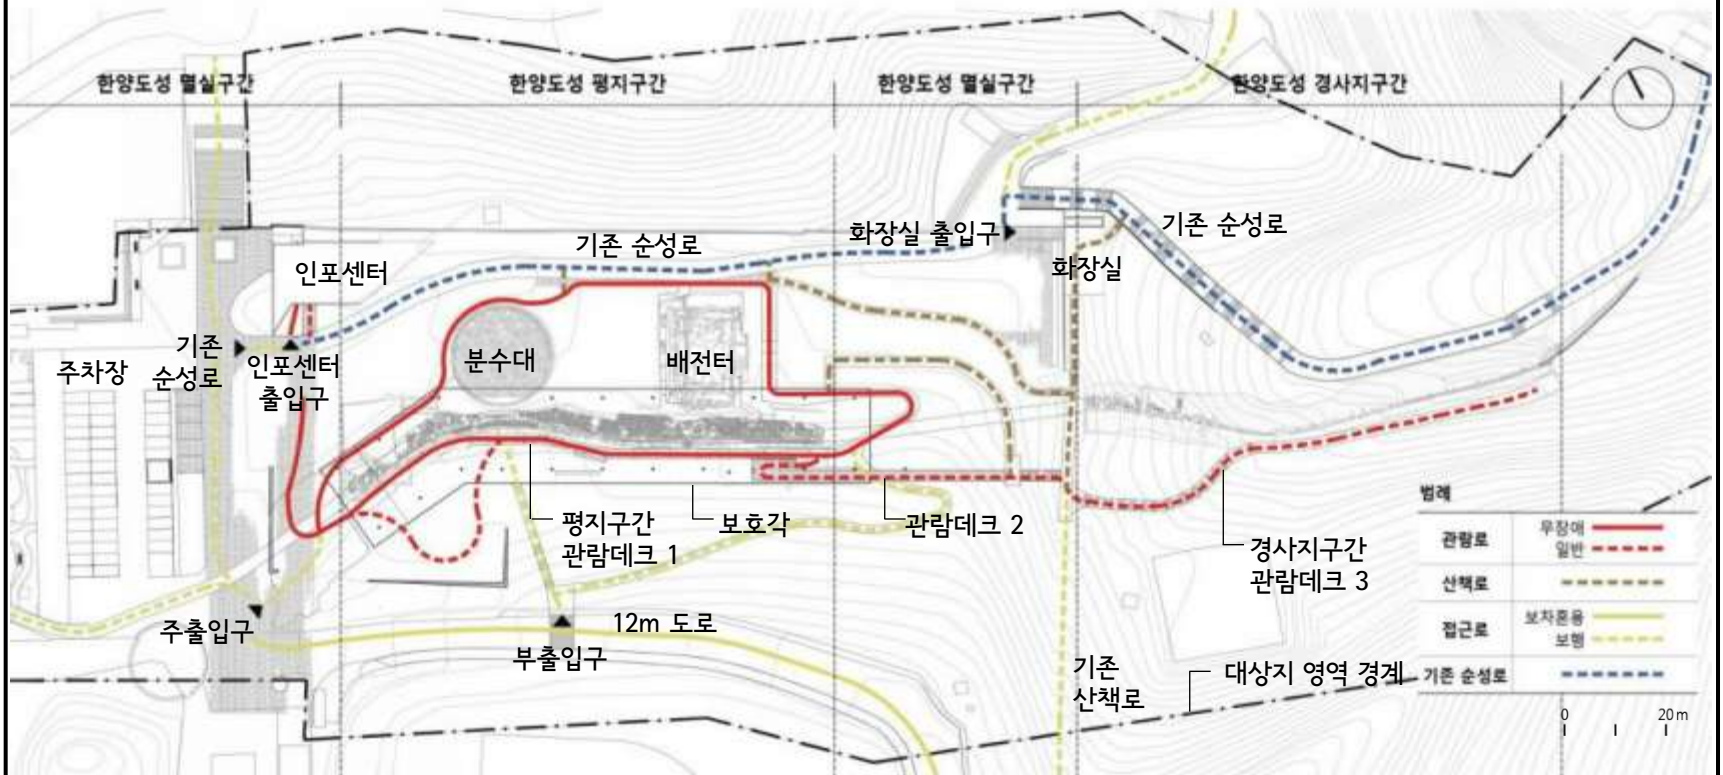 한양도성 멸실구간
한양도성 평지구간
한양도성 멸실구간
한양도성 경사지구간
기존 순성로
화장실 출입구
기존 순성로
인포센터
화장실
기존
순성로
주차장
인포센터
출입구
분수대
배전터
평지구간
관람데크 1
보호각
관람데크 2
경사지구간
관람데크 3
주출입구
부출입구
12m 도로
기존
산책로
대상지 영역 경계
범례
관람로
무장애
일반
산책로
접근로
보차혼용
보행
기존 순성로
0
20m